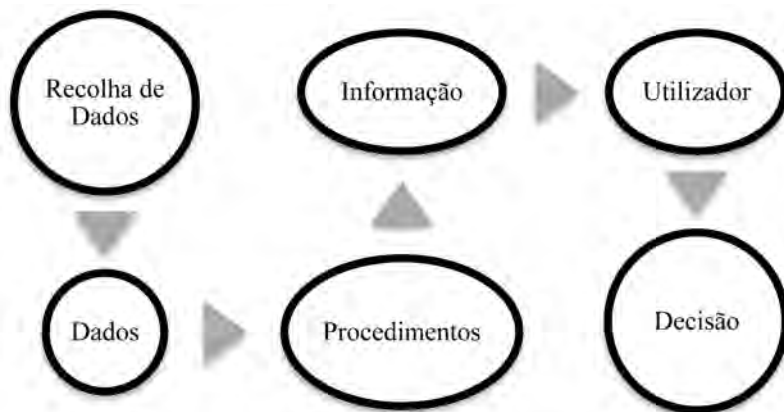 Recolha de
Dados
Dados
Procedimentos
Informação
Utilizador
Decisão